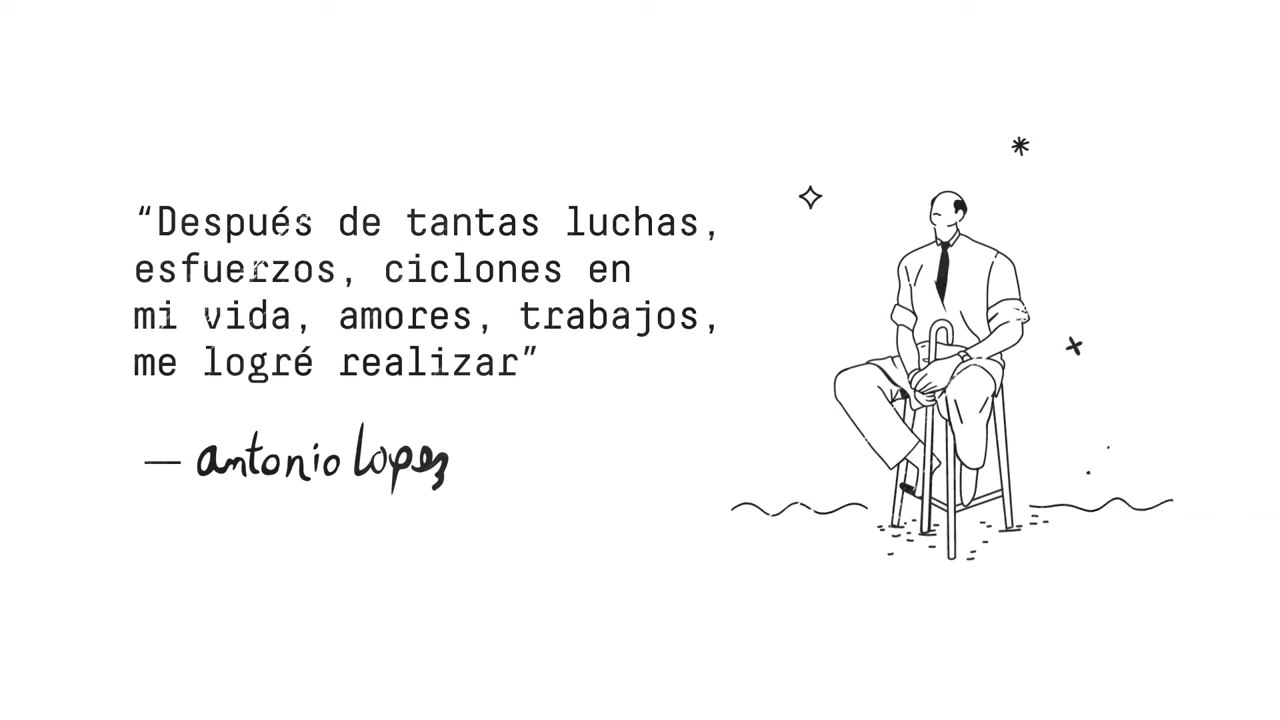 “Después de tantas luchas,
esfuerzos, ciclones en
mi vida, amores, trabajos,
me logré realizar”
— antonio Lopez